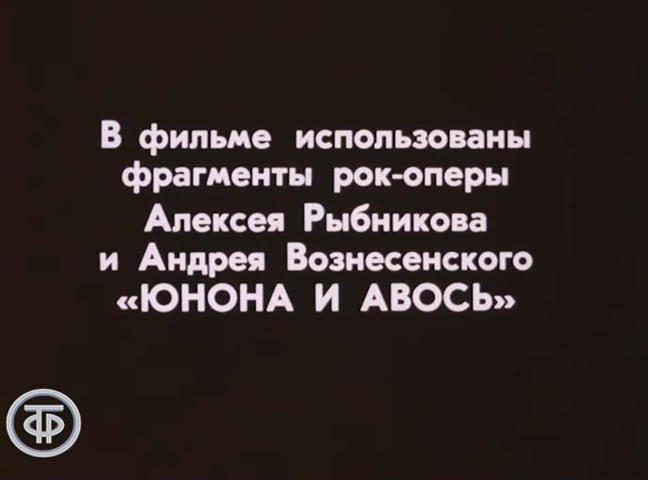 В фильме использованы
фрагменты рок-оперы
Алексея Рыбникова
и Андрея Вознесенского
«ЮНОНА И АВОСЬ»